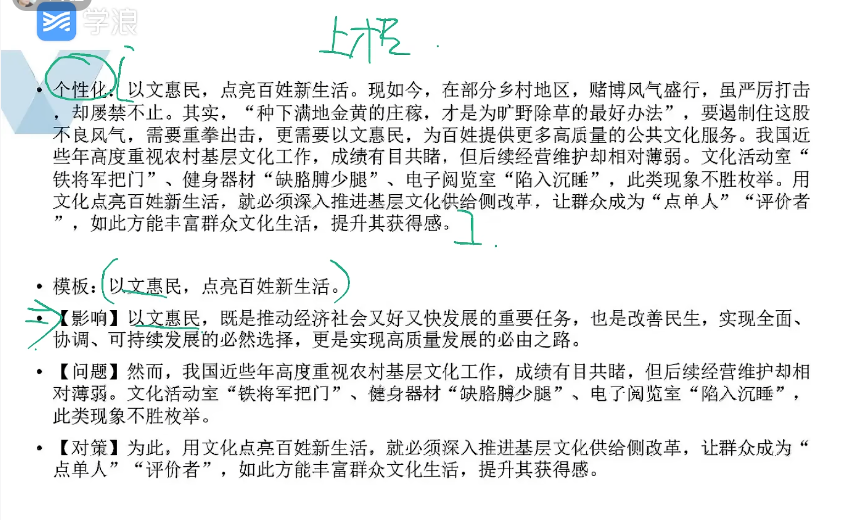 学浪
上程
• 个性化：以文惠民，点亮百姓新生活。现如今，在部分乡村地区，赌博风气盛行，虽严厉打击
，却屡禁不止。其实，“种下满地金黄的庄稼，才是为旷野除草的最好办法”，要遏制住这股
不良风气，需要重拳出击，更需要以文惠民，为百姓提供更多高质量的公共文化服务。我国近
些年高度重视农村基层文化工作，成绩有目共睹，但后续经营维护却相对薄弱。文化活动室“
铁将军把门”、健身器材“缺胳膊少腿”、电子阅览室“陷入沉睡”，此类现象不胜枚举。用
文化点亮百姓新生活，就必须深入推进基层文化供给侧改革，让群众成为“点单人”“评价者
”，如此方能丰富群众文化生活，提升其获得感。
• 模板：以文惠民，点亮百姓新生活。
• 【影响】以文惠民，既是推动经济社会又好又快发展的重要任务，也是改善民生，实现全面、
协调、可持续发展的必然选择，更是实现高质量发展的必由之路。
• 【问题】然而，我国近些年高度重视农村基层文化工作，成绩有目共睹，但后续经营维护却相
对薄弱。文化活动室“铁将军把门”、健身器材“缺胳膊少腿”、电子阅览室“陷入沉睡”，
此类现象不胜枚举。
• 【对策】为此，用文化点亮百姓新生活，就必须深入推进基层文化供给侧改革，让群众成为“
点单人”“评价者”，如此方能丰富群众文化生活，提升其获得感。